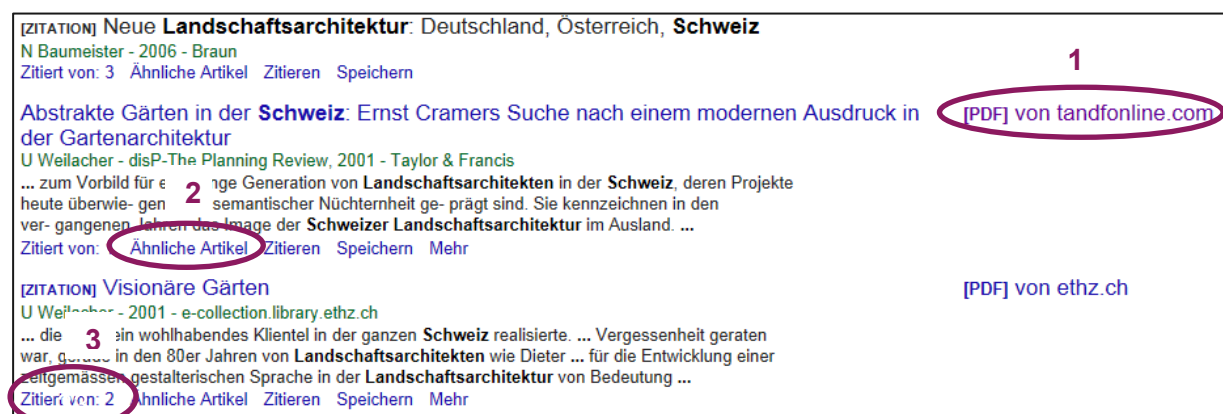 [ZITATION] Neue Landschaftsarchitektur: Deutschland, Österreich, Schweiz
N Baumeister - 2006 - Braun
Zitiert von: 3 Ähnliche Artikel Zitieren Speichern
1
Abstrakte Gärten in der Schweiz: Ernst Cramers Suche nach einem modernen Ausdruck in
der Gartenarchitektur
[PDF] von tandfonline.com
U Weilacher - disP-The Planning Review, 2001 - Taylor & Francis
... zum Vorbild für nge Generation von Landschaftsarchitekten in der Schweiz, deren Projekte
2
heute überwie- gen semantischer Nüchternheit ge- prägt sind. Sie kennzeichnen in den
ver- gangenen Jahren das Image der Schweizer Landschaftsarchitektur im Ausland. ...
Zitiert von: Ähnliche Artikel Zitieren Speichern Mehr
[ZITATION] Visionäre Gärten
[PDF] von ethz.ch
U Weilacher - 2001 - e-collection.library.ethz.ch
... die ein wohlhabendes Klientel in der ganzen Schweiz realisierte. ... Vergessenheit geraten
3
war, in den 80er Jahren von Landschaftsarchitekten wie Dieter ... für die Entwicklung einer
zeitgemässen gestalterischen Sprache in der Landschaftsarchitektur von Bedeutung ...
Zitiert von: 2 Ähnliche Artikel Zitieren Speichern Mehr